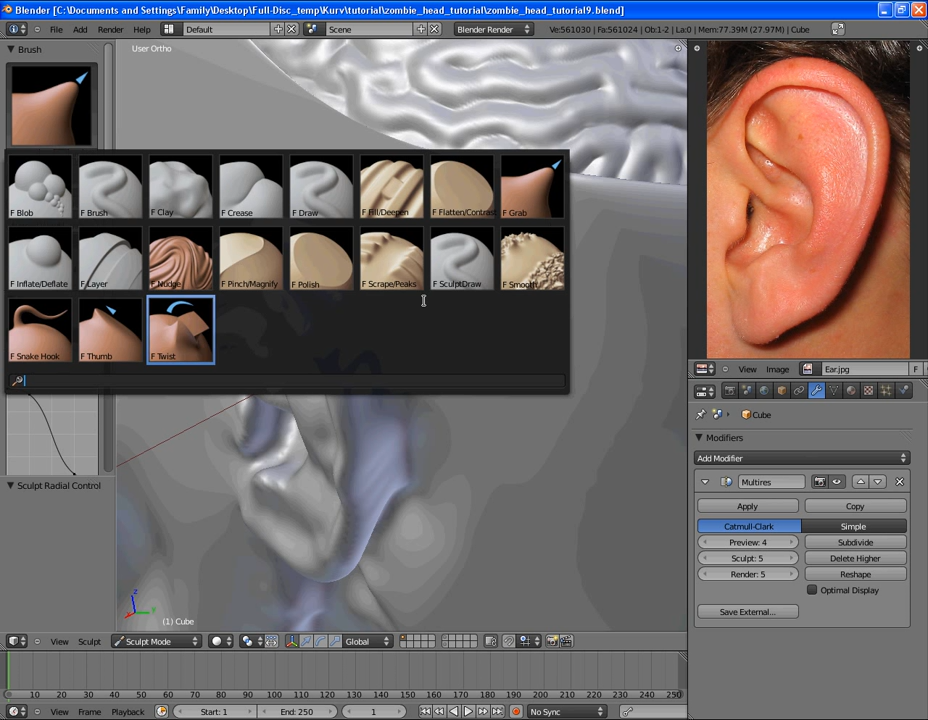 Blender [C:\Documents and Settings\Family\Desktop\Full-Disc_temp\Kurv\tutorial\zombie_head_tutorial\zombie_head_tutorial9.blend]
File Add Render Help Default Scene Blender Render Ve:561030 | Fa:561024 | Ob:1-2 | La:0 | Mem:77.39M (27.97M) | Cube
Brush
User Ortho
F Blob F Brush F Clay F Crease F Draw F Fill/Deepen F Flatten/Contrast F Grab
F Inflate/Deflate F Layer F Nudge F Pinch/Magnify F Polish F Scrape/Peaks F SculptDraw F Smooth
F Snake Hook F Thumb F Twist
Sculpt Radial Control
z
y
x
(1) Cube
View Sculpt Sculpt Mode Global
View Image Ear.jpg F
Cube
Modifiers
Add Modifier
Multires
Apply Copy
Catmull-Clark Simple
Preview: 4 Subdivide
Sculpt: 5 Delete Higher
Render: 5 Reshape
Optimal Display
Save External...
0 10 20 30 40 50 60 70 80 90 100 110 120 130 140 150 160 170 180 190 200 210 220 230 240 250
View Frame Playback Start: 1 End: 250 1 No Sync